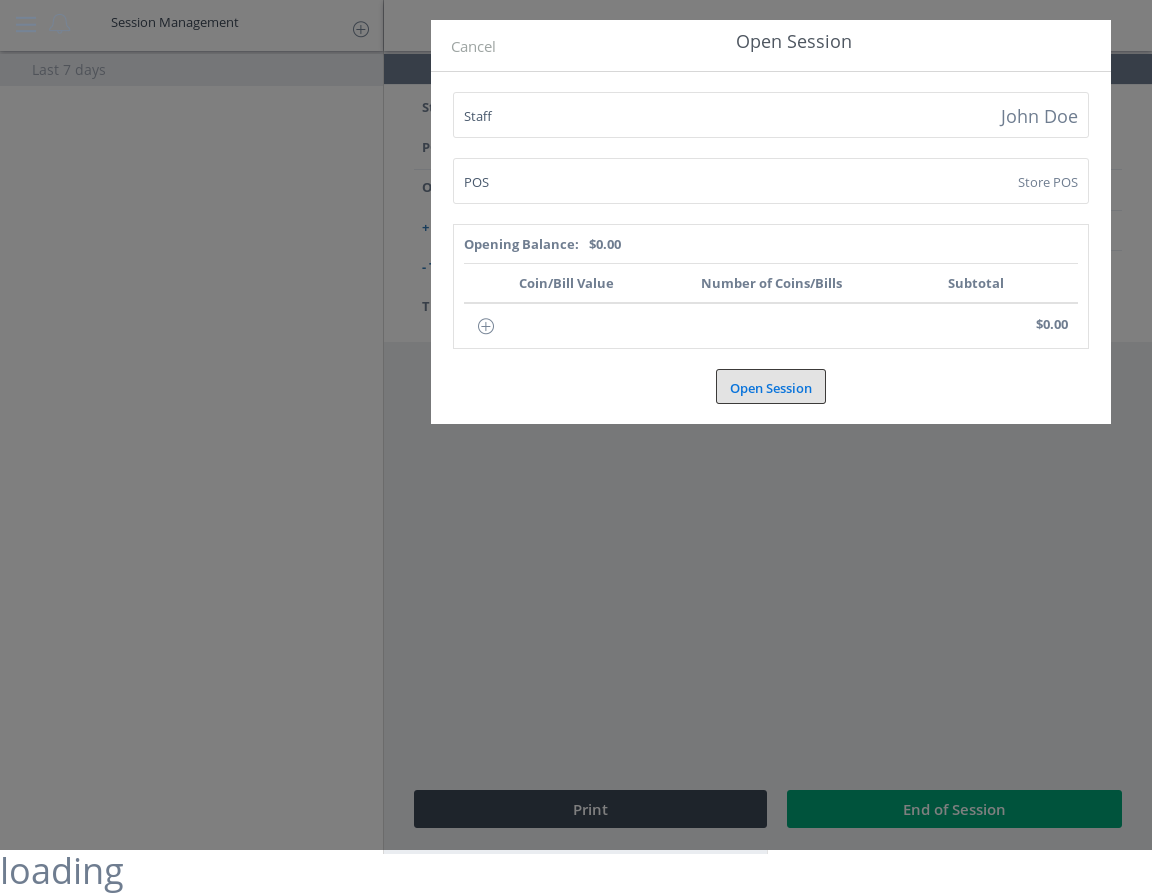 Session Management
Last 7 days
Cancel
Open Session
Staff
John Doe
POS
Store POS
Opening Balance: $0.00
Coin/Bill Value
Number of Coins/Bills
Subtotal
$0.00
Open Session
Print
End of Session
loading